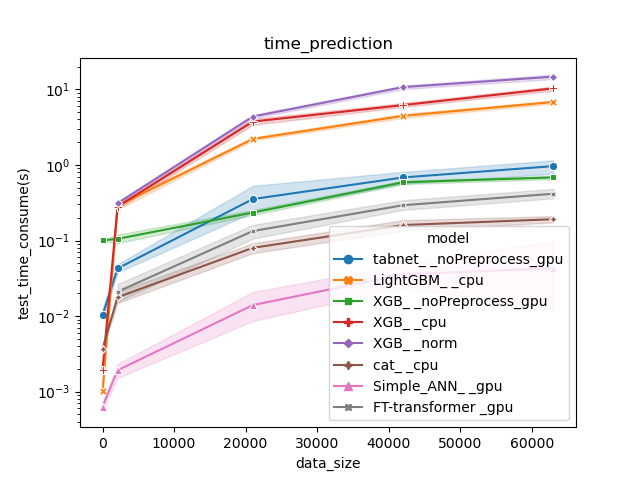 time_prediction
test_time_consume(s)
10¹
10⁰
10⁻¹
10⁻²
10⁻³
model
tabnet_ _noPreprocess_gpu
LightGBM_ _cpu
XGB_ _noPreprocess_gpu
XGB_ _cpu
XGB_ _norm
cat_ _cpu
Simple_ANN_ _gpu
FT-transformer _gpu
0 10000 20000 30000 40000 50000 60000
data_size